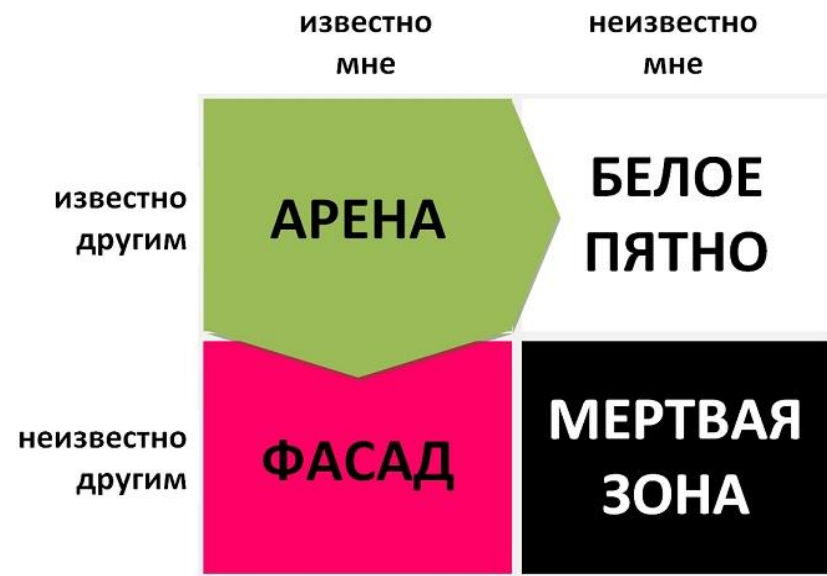 известно
мне
неизвестно
мне
известно
другим
АРЕНА
БЕЛОЕ
ПЯТНО
неизвестно
другим
ФАСАД
МЕРТВАЯ
ЗОНА